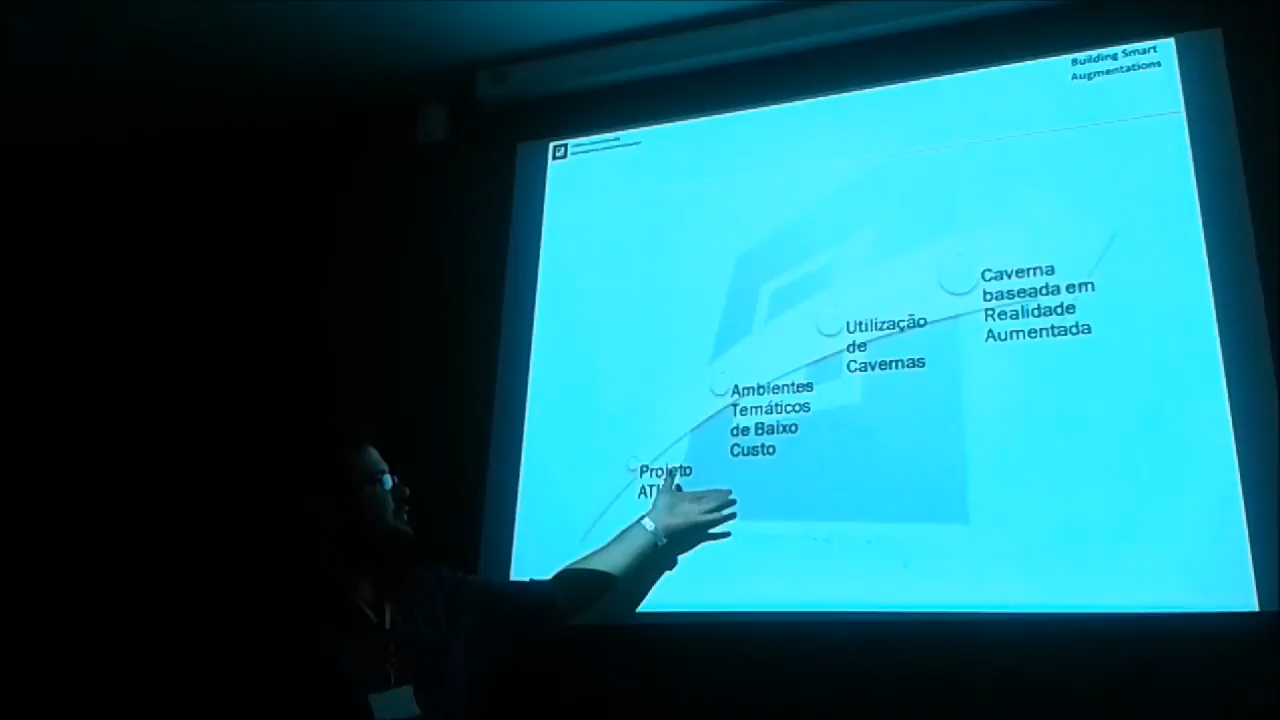 Building Smart
Augmentations
Caverna
baseada em
Realidade
Aumentada
Utilização
de
Cavernas
Ambientes
Temáticos
de Baixo
Custo
Projeto